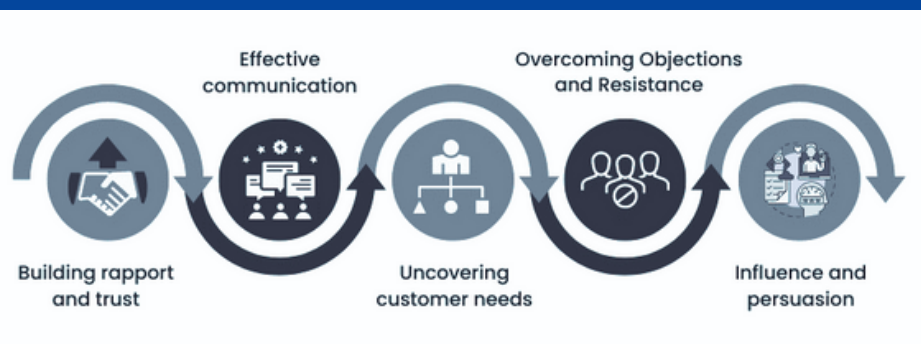 Effective
communication
Overcoming Objections
and Resistance
Building rapport
and trust
Uncovering
customer needs
Influence and
persuasion